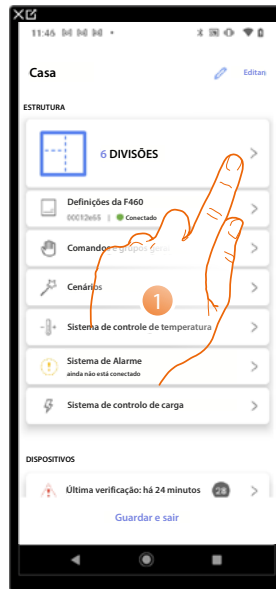 11:46
Casa
Editan
ESTRUTURA
6 DIVISÕES
Definições da F460
00012e65 | Conectado
Comandos e grupos
Cenários
1
Sistema de controle de temperatura
Sistema de Alarme
ainda não está conectado
Sistema de controlo de carga
DISPOSITIVOS
Última verificação: há 24 minutos 28
Guardar e sair